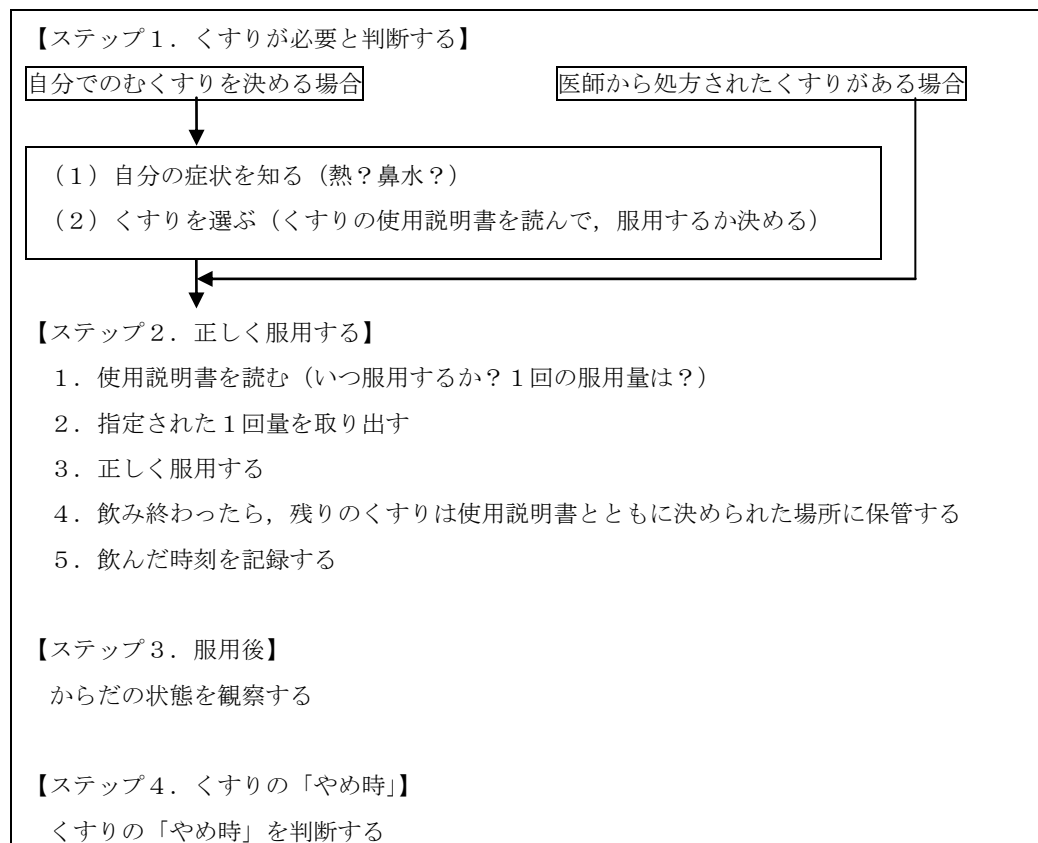 【ステップ１．くすりが必要と判断する】
自分でのむくすりを決める場合
医師から処方されたくすりがある場合
（１）自分の症状を知る（熱？鼻水？）
（２）くすりを選ぶ（くすりの使用説明書を読んで，服用するか決める）
【ステップ２．正しく服用する】
１．使用説明書を読む（いつ服用するか？１回の服用量は？）
２．指定された１回量を取り出す
３．正しく服用する
４．飲み終わったら，残りのくすりは使用説明書とともに決められた場所に保管する
５．飲んだ時刻を記録する
【ステップ３．服用後】
からだの状態を観察する
【ステップ４．くすりの「やめ時」】
くすりの「やめ時」を判断する